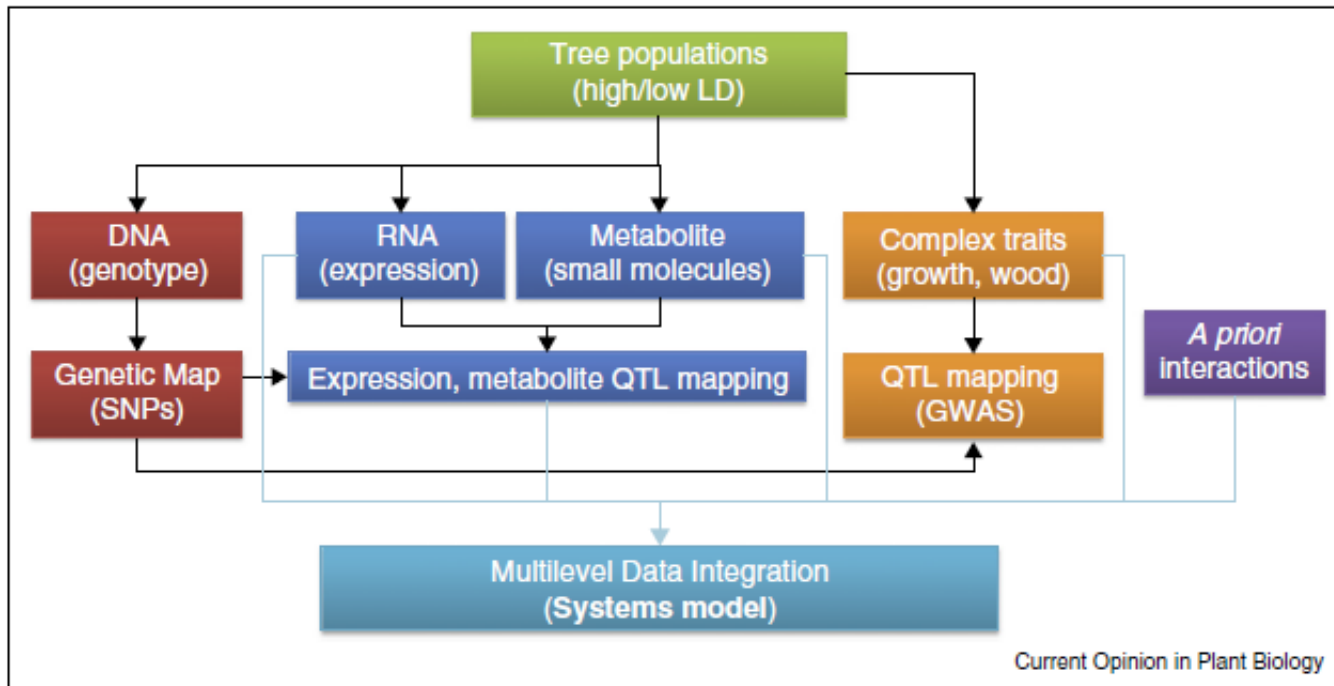 Tree populations
(high/low LD)
DNA
(genotype)
RNA
(expression)
Metabolite
(small molecules)
Complex traits
(growth, wood)
A priori
interactions
Genetic Map
(SNPs)
Expression, metabolite QTL mapping
QTL mapping
(GWAS)
Multilevel Data Integration
(Systems model)
Current Opinion in Plant Biology